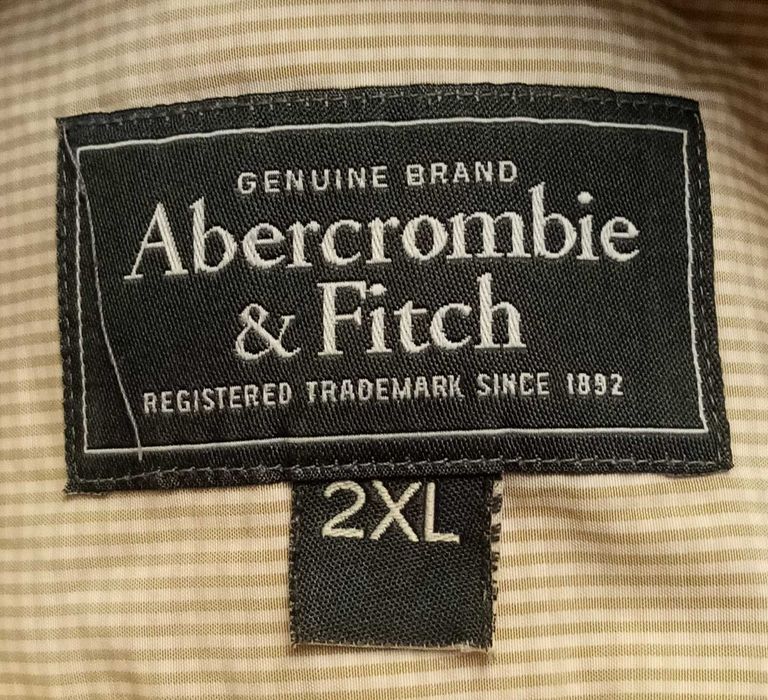 GENUINE BRAND
Abercrombie
& Fitch
REGISTERED TRADEMARK SINCE 1892
2XL